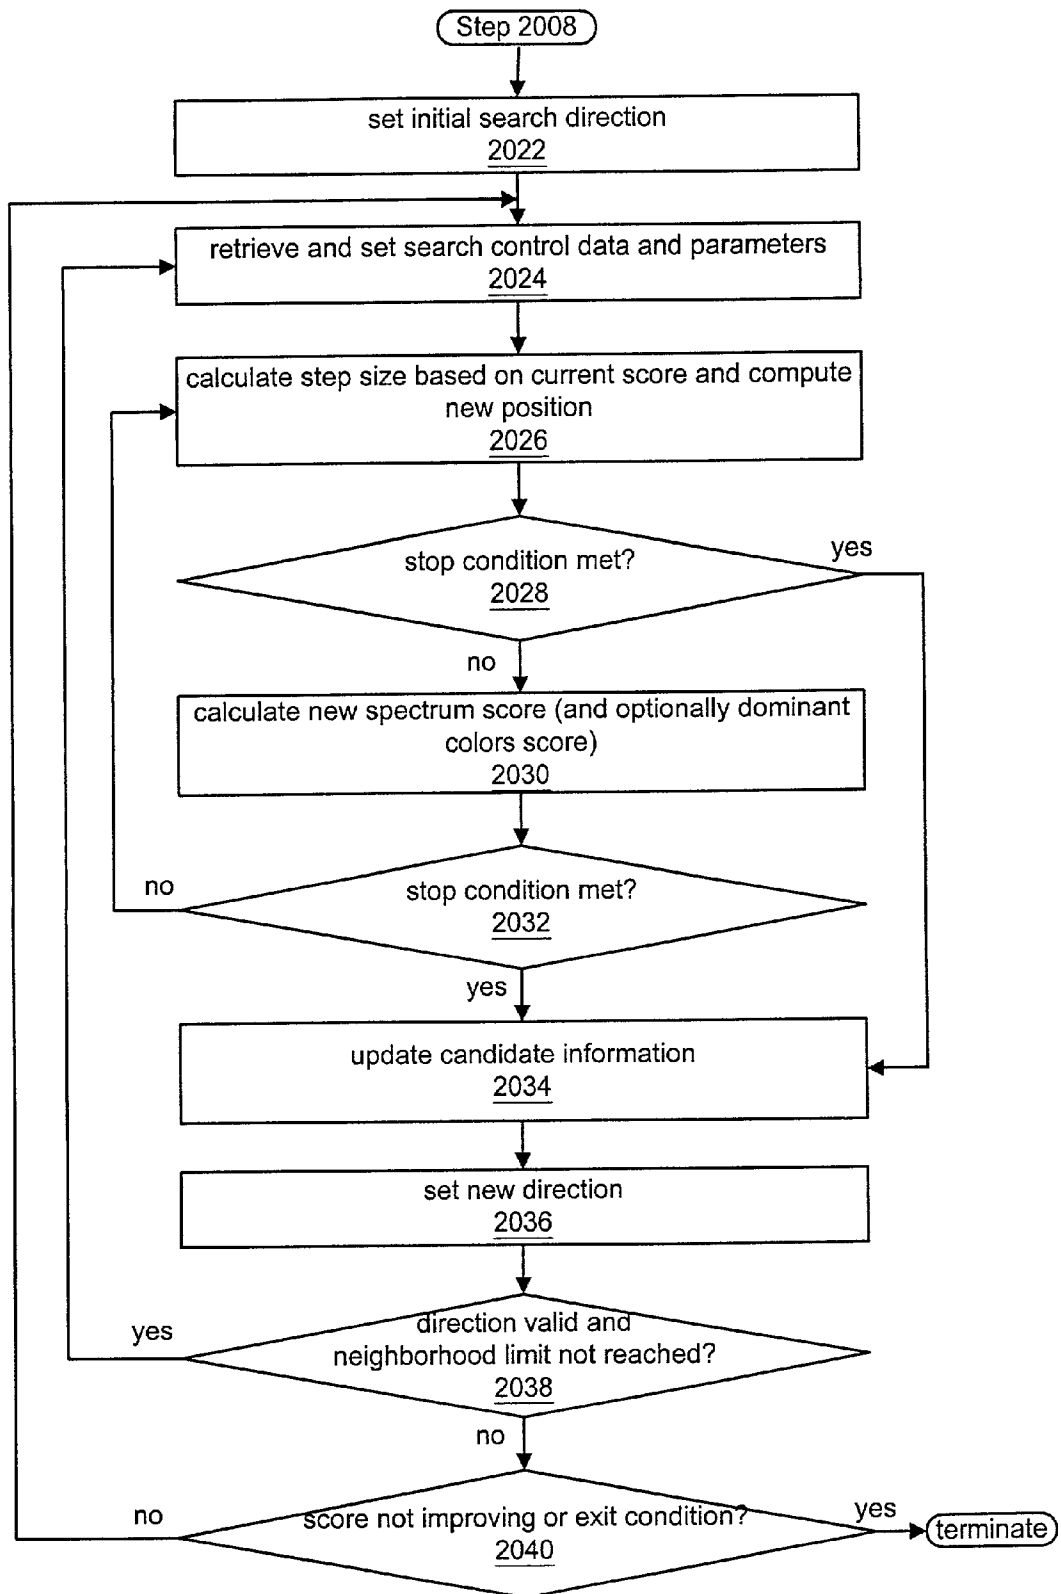 Step 2008
set initial search direction
2022
retrieve and set search control data and parameters
2024
calculate step size based on current score and compute
new position
2026
stop condition met?
2028
yes
no
calculate new spectrum score (and optionally dominant
colors score)
2030
stop condition met?
2032
no
yes
update candidate information
2034
set new direction
2036
direction valid and
neighborhood limit not reached?
2038
yes
no
score not improving or exit condition?
2040
no
yes
terminate